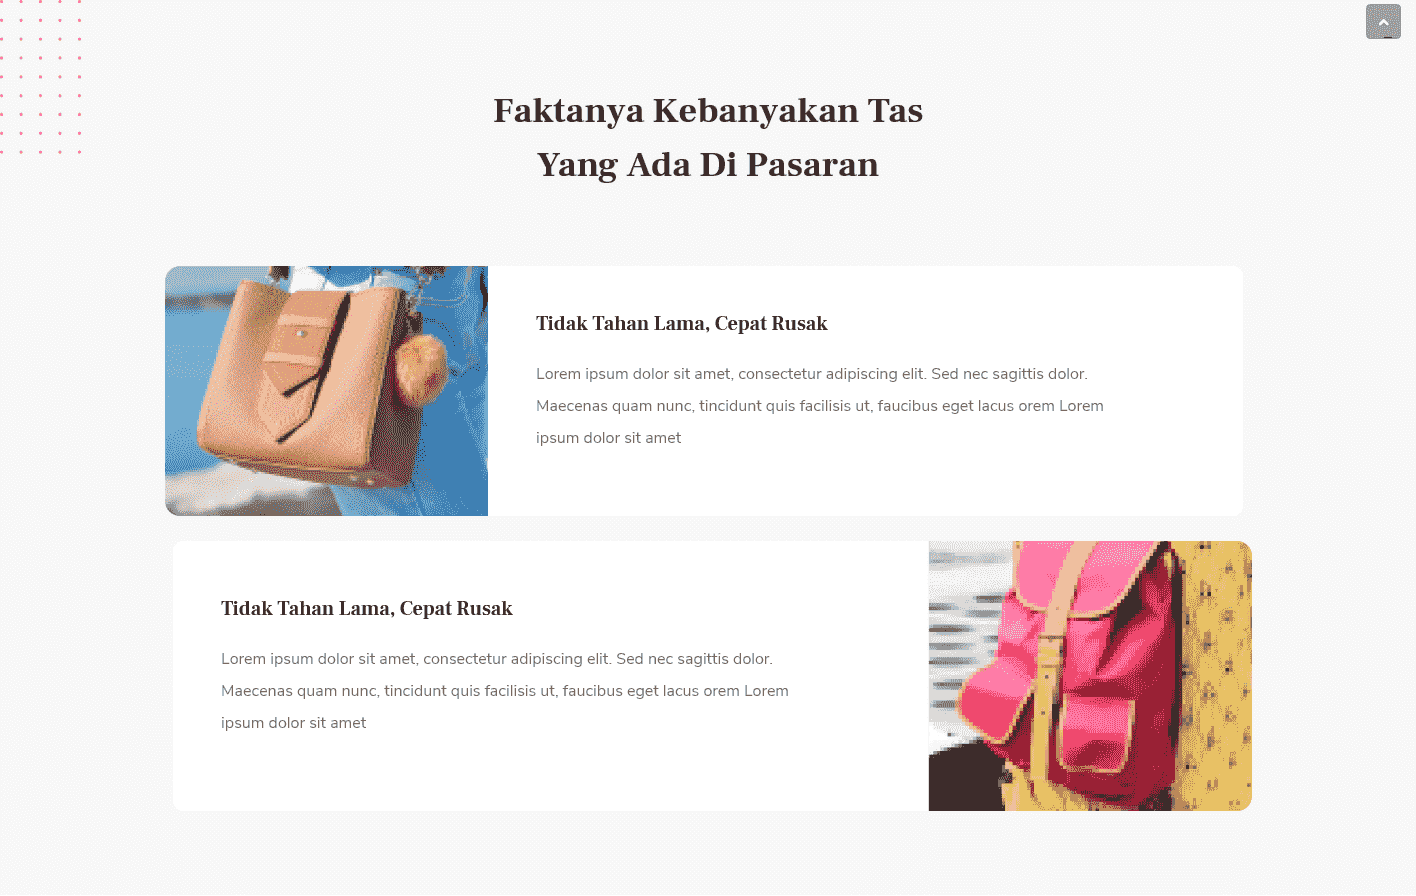 Faktanya Kebanyakan Tas
Yang Ada Di Pasaran
Tidak Tahan Lama, Cepat Rusak
Lorem ipsum dolor sit amet, consectetur adipiscing elit. Sed nec sagittis dolor.
Maecenas quam nunc, tincidunt quis facilisis ut, faucibus eget lacus orem Lorem
ipsum dolor sit amet
Tidak Tahan Lama, Cepat Rusak
Lorem ipsum dolor sit amet, consectetur adipiscing elit. Sed nec sagittis dolor.
Maecenas quam nunc, tincidunt quis facilisis ut, faucibus eget lacus orem Lorem
ipsum dolor sit amet